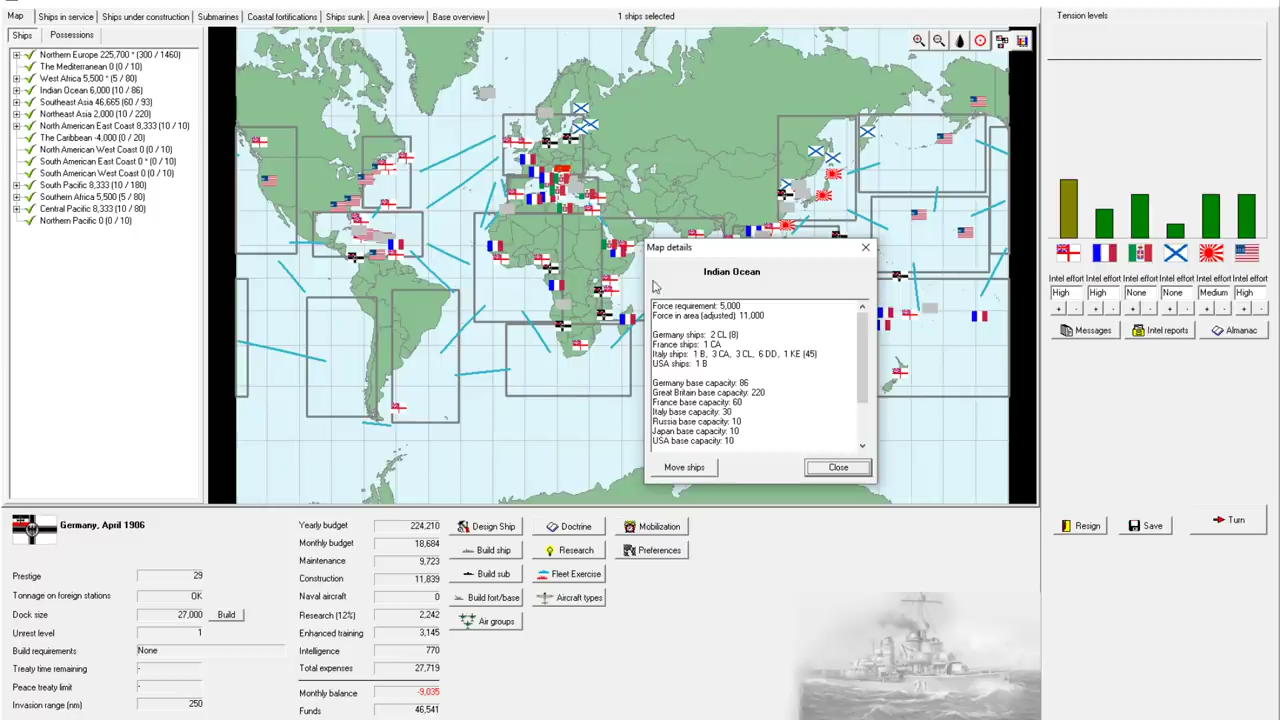 Map Ships in service Ships under construction Submarines Coastal fortifications Ships sunk Area overview Base overview 1 ships selected
Ships Possessions
Northern Europe 225,700 * (300 / 1460)
The Mediterranean 0 (0 / 10)
West Africa 5,500 * (5 / 80)
Indian Ocean 6,000 (10 / 86)
Southeast Asia 46,665 (60 / 93)
Northeast Asia 2,000 (10 / 220)
North American East Coast 8,333 (10 / 10)
The Caribbean -4,000 (0 / 20)
North American West Coast 0 (0 / 10)
South American East Coast 0 * (0 / 10)
South American West Coast 0 (0 / 10)
South Pacific 8,333 (10 / 180)
Southern Africa 5,500 (5 / 80)
Central Pacific 8,333 (10 / 80)
Northern Pacific 0 (0 / 10)
Map details
Indian Ocean
Force requirement: 5,000
Force in area (adjusted) 11,000
Germany ships: 2 CL (8)
France ships: 1 CA
Italy ships: 1 B, 3 CA, 3 CL, 6 DD, 1 KE (45)
USA ships: 1 B
Germany base capacity: 86
Great Britain base capacity: 220
France base capacity: 60
Italy base capacity: 30
Russia base capacity: 10
Japan base capacity: 10
USA base capacity: 10
Move ships Close
Tension levels
Intel effort Intel effort Intel effort Intel effort Intel effort Intel effort
High High None None Medium High
+ - + - + - + - + - + -
Messages Intel reports Almanac
Resign Save Turn
Germany, April 1906
Prestige 29
Tonnage on foreign stations OK
Dock size 27,000 Build
Unrest level 1
Build requirements None
Treaty time remaining -
Peace treaty limit -
Invasion range (nm) 250
Yearly budget 224,210
Monthly budget 18,684
Maintenance 9,723
Construction 11,839
Naval aircraft 0
Research (12%) 2,242
Enhanced training 3,145
Intelligence 770
Total expenses 27,719
Monthly balance -9,035
Funds 46,541
Design Ship Doctrine Mobilization
Build ship Research Preferences
Build sub Fleet Exercise
Build fort/base Aircraft types
Air groups